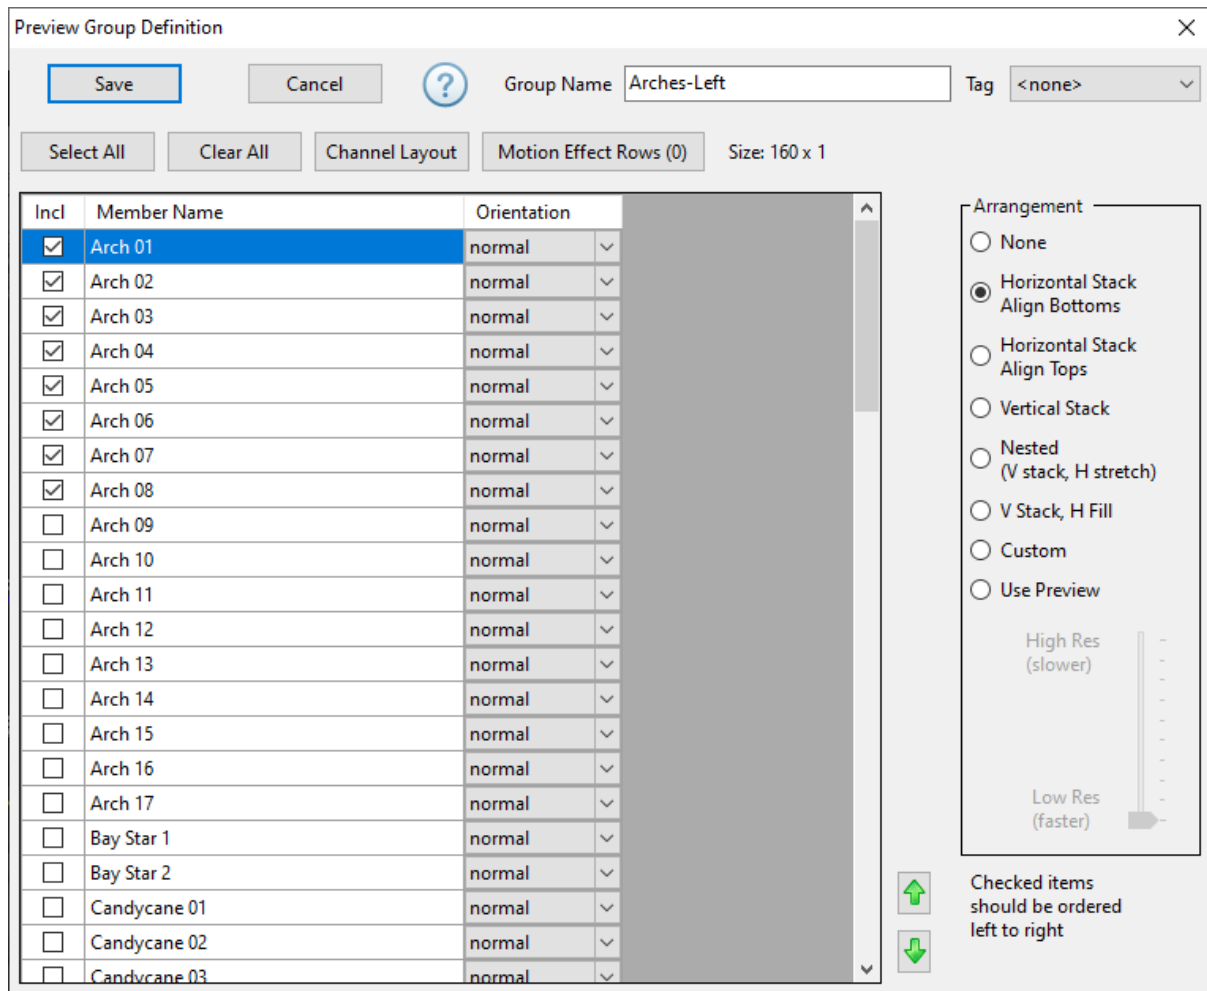 Preview Group Definition
Save Cancel ? Group Name Arches-Left Tag <none>
Select All Clear All Channel Layout Motion Effect Rows (0) Size: 160 x 1
Incl Member Name Orientation
Arch 01 normal
Arch 02 normal
Arch 03 normal
Arch 04 normal
Arch 05 normal
Arch 06 normal
Arch 07 normal
Arch 08 normal
Arch 09 normal
Arch 10 normal
Arch 11 normal
Arch 12 normal
Arch 13 normal
Arch 14 normal
Arch 15 normal
Arch 16 normal
Arch 17 normal
Bay Star 1 normal
Bay Star 2 normal
Candycane 01 normal
Candycane 02 normal
Candycane 03 normal
Arrangement
None
Horizontal Stack
Align Bottoms
Horizontal Stack
Align Tops
Vertical Stack
Nested
(V stack, H stretch)
V Stack, H Fill
Custom
Use Preview
High Res
(slower)
Low Res
(faster)
Checked items
should be ordered
left to right